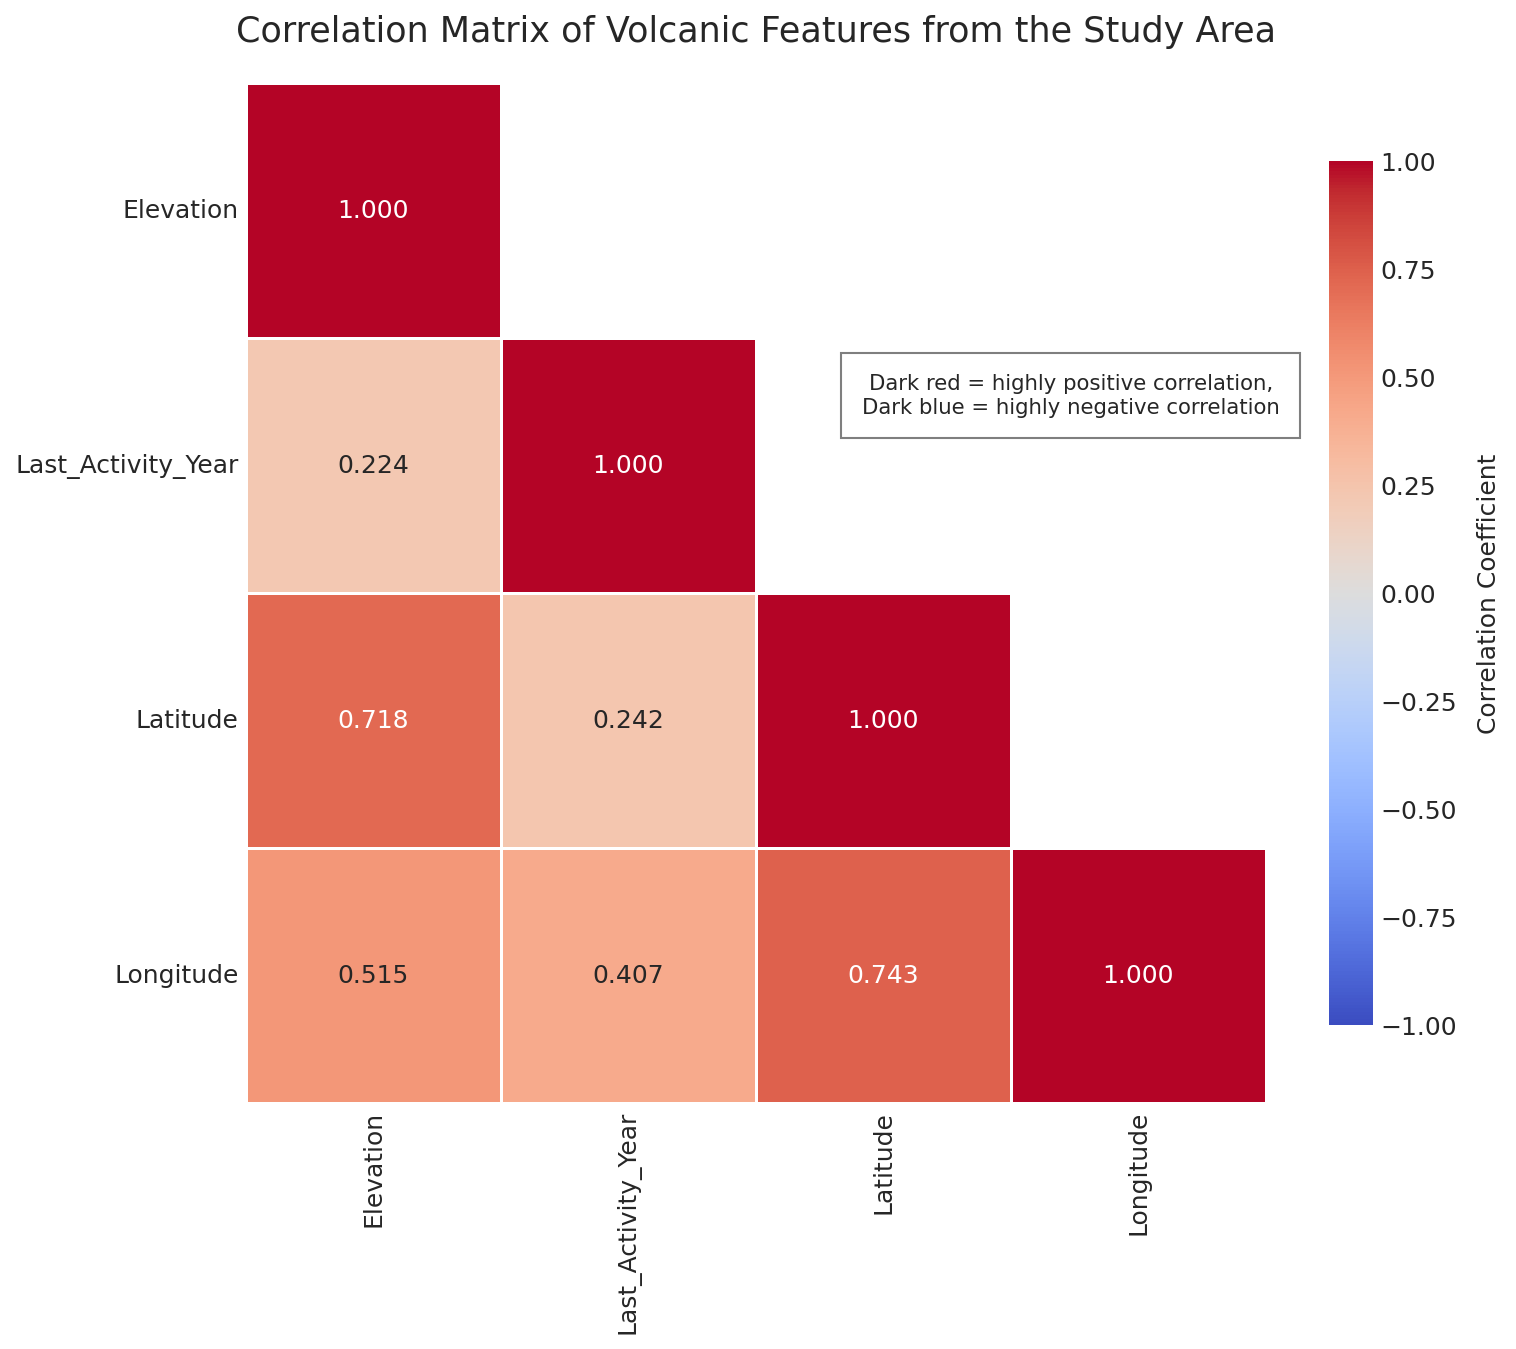 Correlation Matrix of Volcanic Features from the Study Area
Elevation
1.000
Dark red = highly positive correlation,
Dark blue = highly negative correlation
Last_Activity_Year
0.224
1.000
Latitude
0.718
0.242
1.000
Longitude
0.515
0.407
0.743
1.000
Elevation
Last_Activity_Year
Latitude
Longitude
1.00
0.75
0.50
0.25
0.00
−0.25
−0.50
−0.75
−1.00
Correlation Coefficient